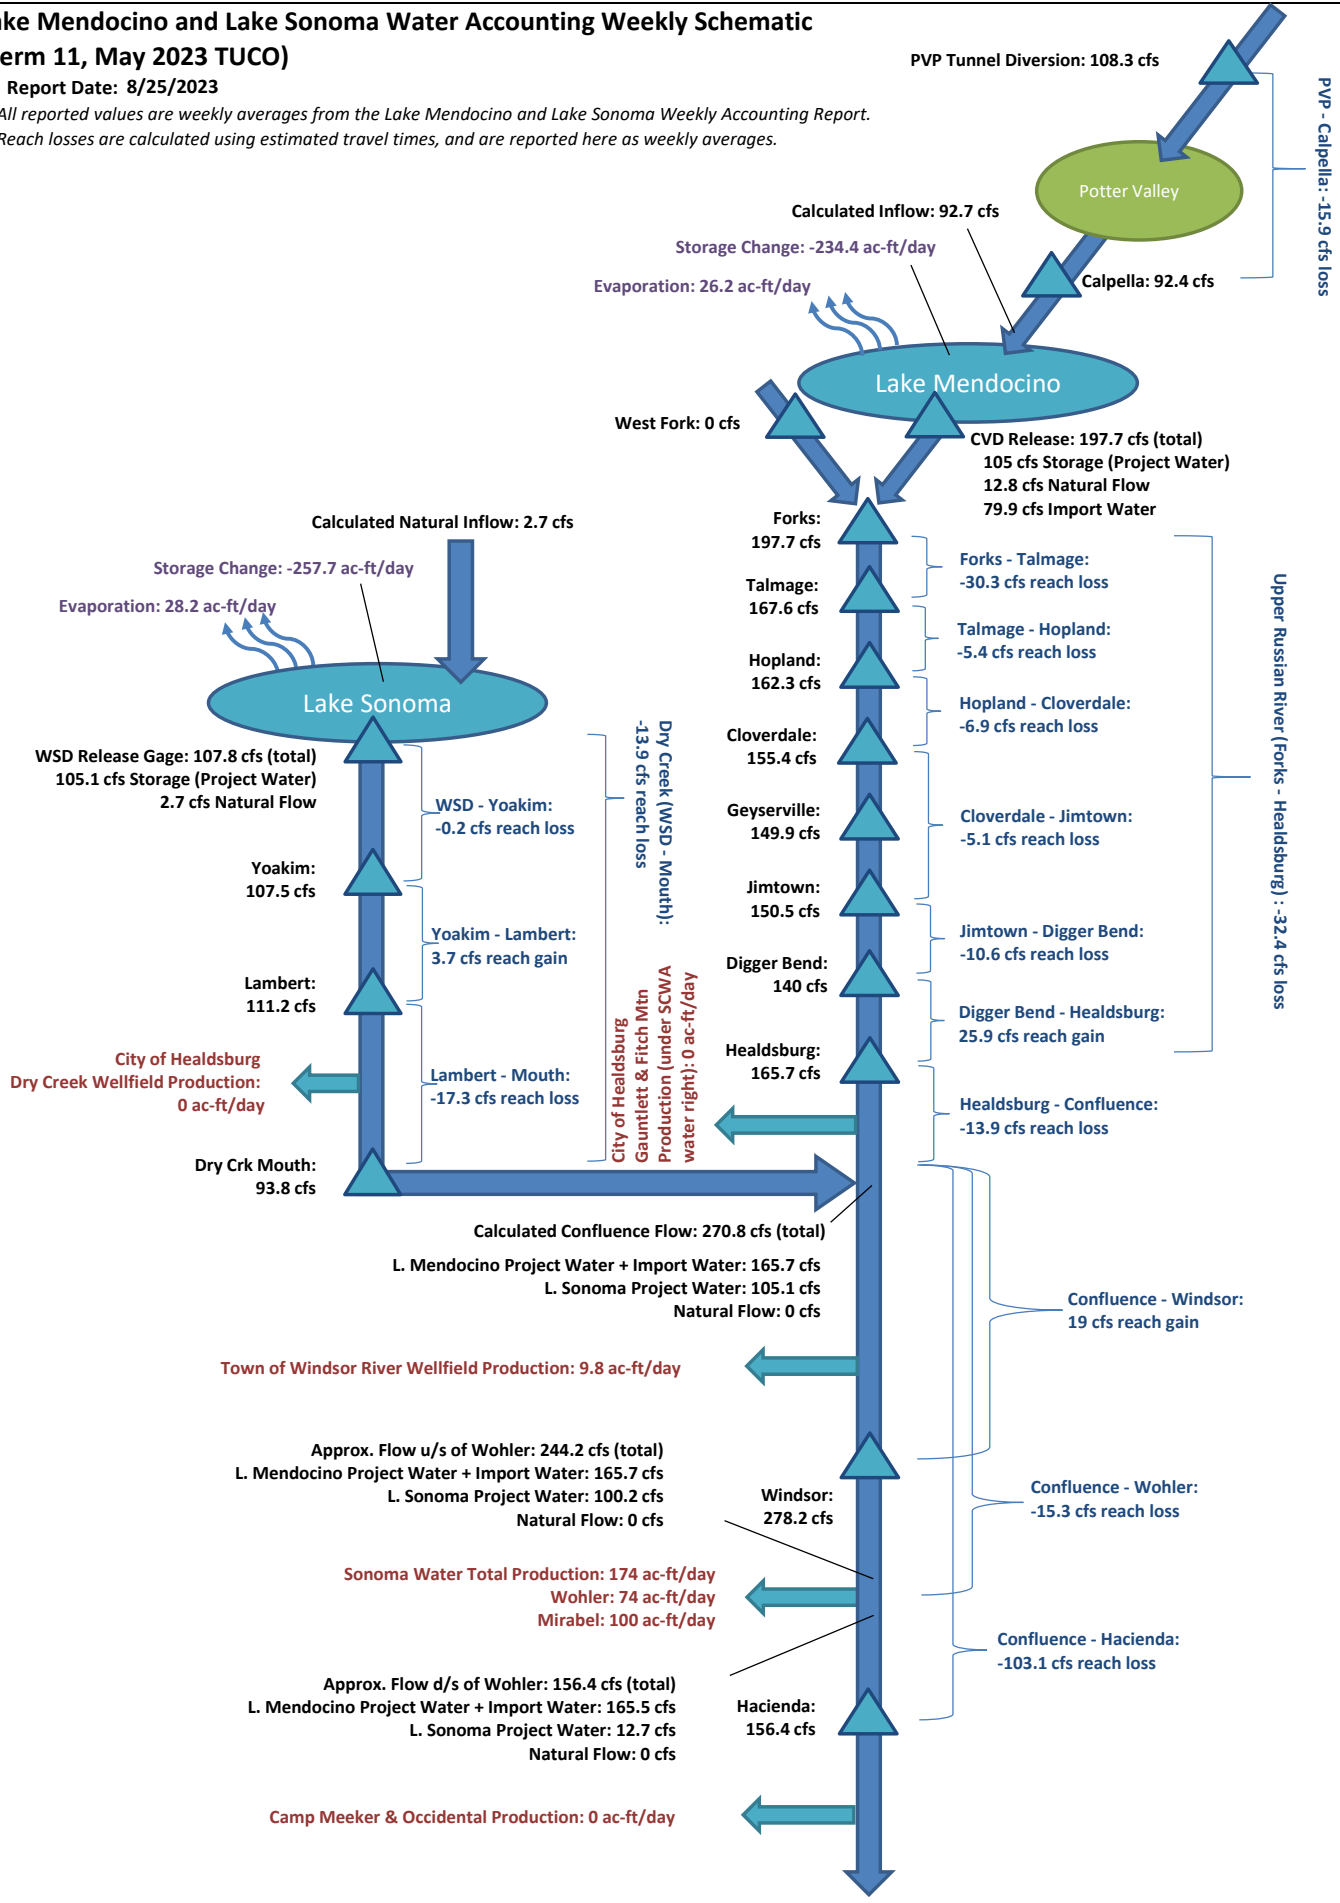 ake Mendocino and Lake Sonoma Water Accounting Weekly Schematic
erm 11, May 2023 TUCO)
Report Date: 8/25/2023
All reported values are weekly averages from the Lake Mendocino and Lake Sonoma Weekly Accounting Report.
Reach losses are calculated using estimated travel times, and are reported here as weekly averages.
PVP Tunnel Diversion: 108.3 cfs
PVP - Calpella: -15.9 cfs loss
Potter Valley
Calculated Inflow: 92.7 cfs
Storage Change: -234.4 ac-ft/day
Evaporation: 26.2 ac-ft/day
Calpella: 92.4 cfs
Lake Mendocino
West Fork: 0 cfs
CVD Release: 197.7 cfs (total)
105 cfs Storage (Project Water)
12.8 cfs Natural Flow
79.9 cfs Import Water
Forks:
197.7 cfs
Forks - Talmage:
-30.3 cfs reach loss
Talmage:
167.6 cfs
Talmage - Hopland:
-5.4 cfs reach loss
Hopland:
162.3 cfs
Hopland - Cloverdale:
-6.9 cfs reach loss
Cloverdale:
155.4 cfs
Geyserville:
149.9 cfs
Cloverdale - Jimtown:
-5.1 cfs reach loss
Jimtown:
150.5 cfs
Jimtown - Digger Bend:
-10.6 cfs reach loss
Digger Bend:
140 cfs
Digger Bend - Healdsburg:
25.9 cfs reach gain
Healdsburg:
165.7 cfs
Healdsburg - Confluence:
-13.9 cfs reach loss
Upper Russian River (Forks - Healdsburg) : -32.4 cfs loss
Calculated Natural Inflow: 2.7 cfs
Storage Change: -257.7 ac-ft/day
Evaporation: 28.2 ac-ft/day
Lake Sonoma
WSD Release Gage: 107.8 cfs (total)
105.1 cfs Storage (Project Water)
2.7 cfs Natural Flow
WSD - Yoakim:
-0.2 cfs reach loss
Yoakim:
107.5 cfs
Yoakim - Lambert:
3.7 cfs reach gain
Lambert:
111.2 cfs
City of Healdsburg
Dry Creek Wellfield Production:
0 ac-ft/day
Lambert - Mouth:
-17.3 cfs reach loss
Dry Creek (WSD - Mouth):
-13.9 cfs reach loss
City of Healdsburg
Gauntlett & Fitch Mtn
Production (under SCWA
water right): 0 ac-ft/day
Dry Crk Mouth:
93.8 cfs
Calculated Confluence Flow: 270.8 cfs (total)
L. Mendocino Project Water + Import Water: 165.7 cfs
L. Sonoma Project Water: 105.1 cfs
Natural Flow: 0 cfs
Confluence - Windsor:
19 cfs reach gain
Town of Windsor River Wellfield Production: 9.8 ac-ft/day
Approx. Flow u/s of Wohler: 244.2 cfs (total)
L. Mendocino Project Water + Import Water: 165.7 cfs
L. Sonoma Project Water: 100.2 cfs
Natural Flow: 0 cfs
Windsor:
278.2 cfs
Confluence - Wohler:
-15.3 cfs reach loss
Sonoma Water Total Production: 174 ac-ft/day
Wohler: 74 ac-ft/day
Mirabel: 100 ac-ft/day
Confluence - Hacienda:
-103.1 cfs reach loss
Approx. Flow d/s of Wohler: 156.4 cfs (total)
L. Mendocino Project Water + Import Water: 165.5 cfs
L. Sonoma Project Water: 12.7 cfs
Natural Flow: 0 cfs
Hacienda:
156.4 cfs
Camp Meeker & Occidental Production: 0 ac-ft/day